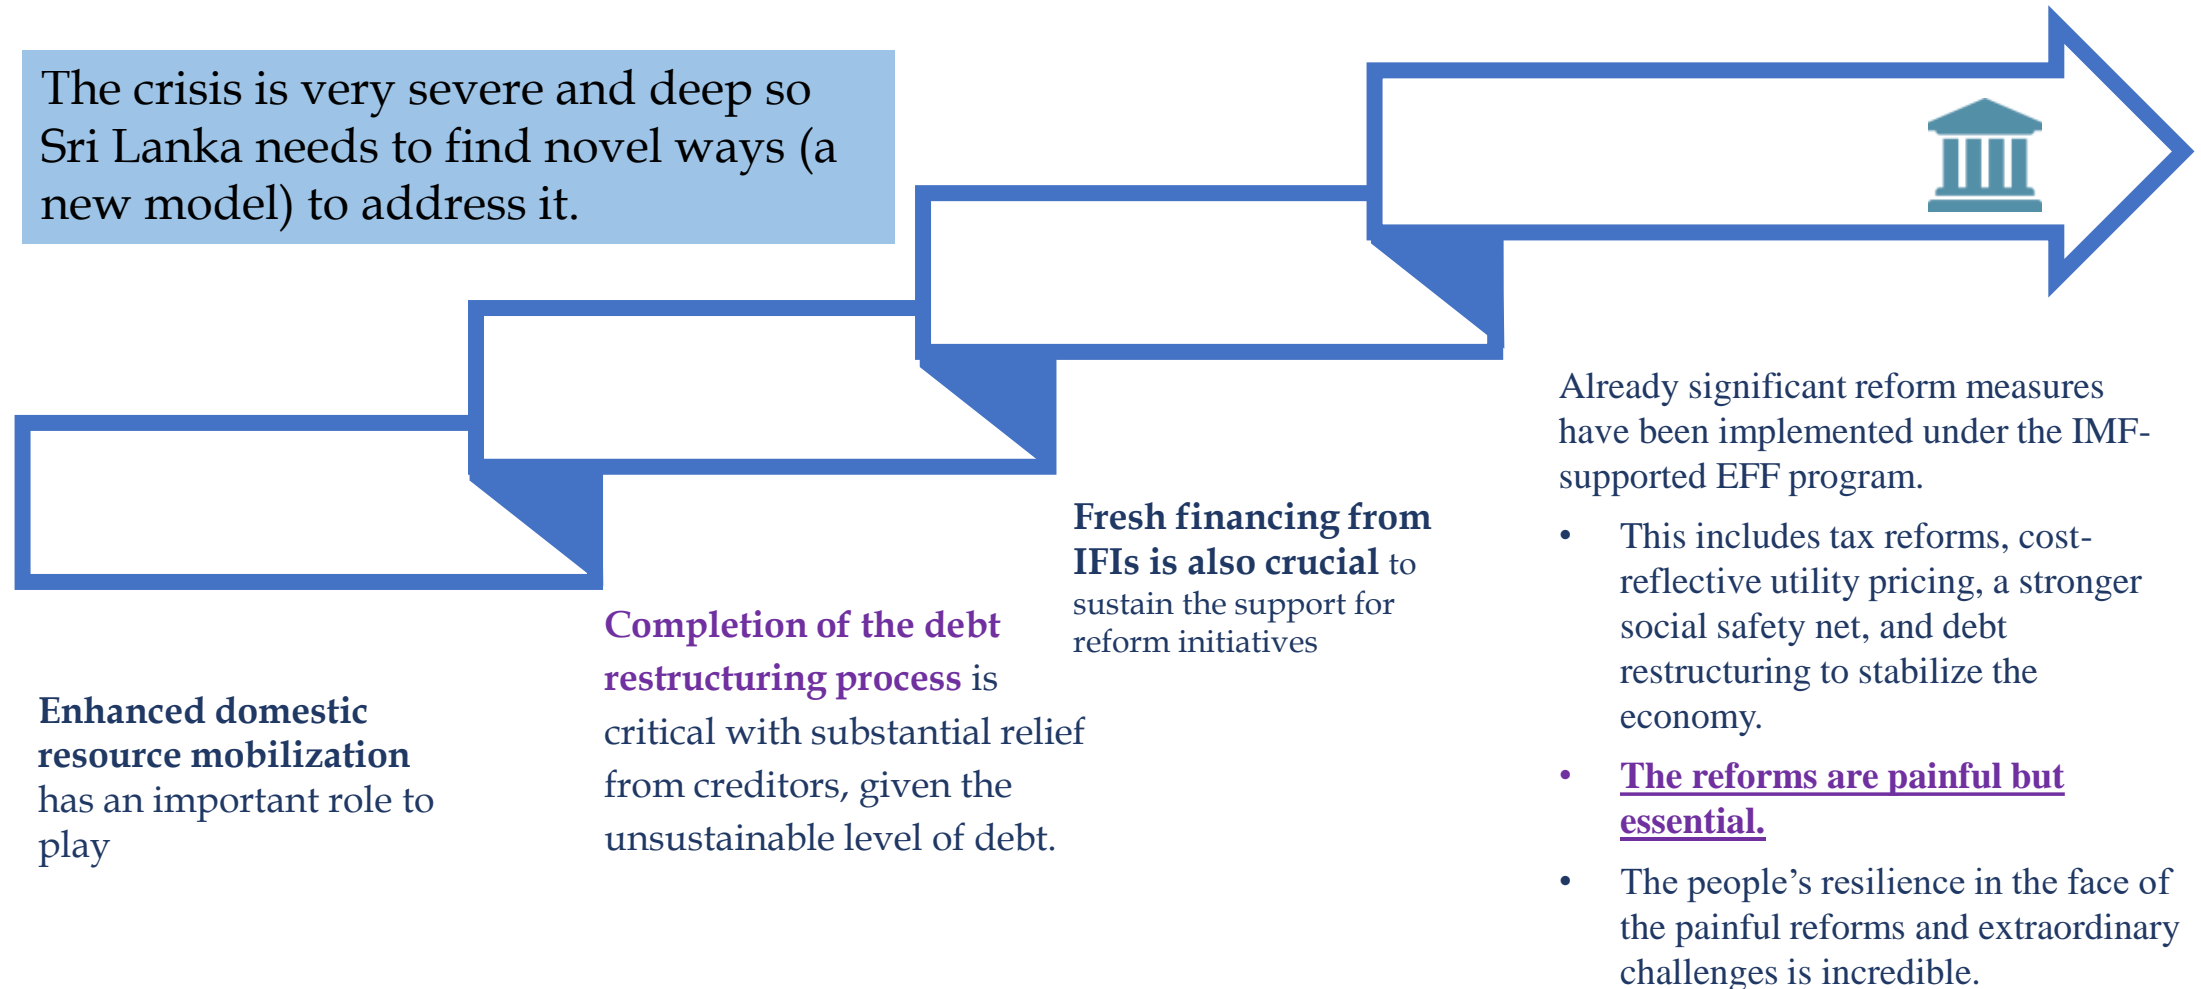 The crisis is very severe and deep so
Sri Lanka needs to find novel ways (a
new model) to address it.
Enhanced domestic
resource mobilization
has an important role to
play
Completion of the debt
restructuring process is
critical with substantial relief
from creditors, given the
unsustainable level of debt.
Fresh financing from
IFIs is also crucial to
sustain the support for
reform initiatives
Already significant reform measures
have been implemented under the IMF-
supported EFF program.
• This includes tax reforms, cost-
reflective utility pricing, a stronger
social safety net, and debt
restructuring to stabilize the
economy.
• The reforms are painful but
essential.
• The people’s resilience in the face of
the painful reforms and extraordinary
challenges is incredible.